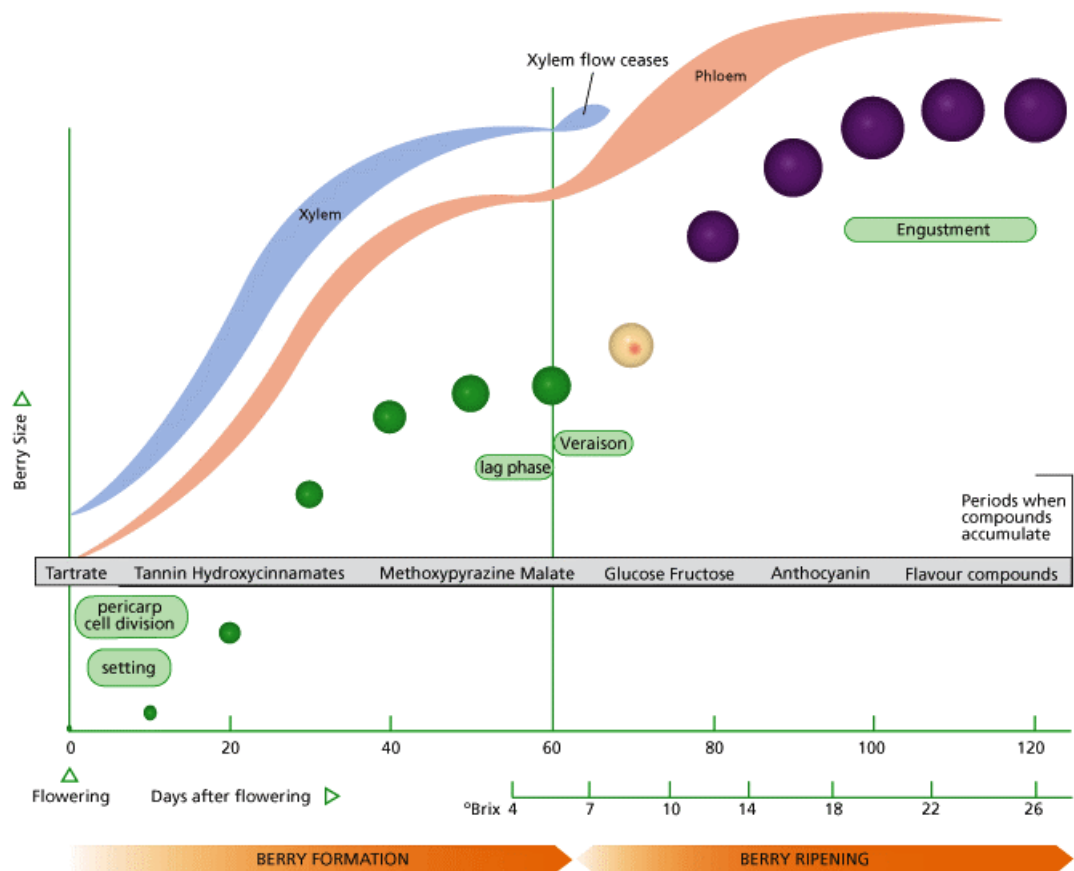 Xylem flow ceases
Phloem
Xylem
Engustment
Berry Size
Veraison
lag phase
Periods when
compounds
accumulate
Tartrate Tannin Hydroxycinnamates Methoxypyrazine Malate Glucose Fructose Anthocyanin Flavour compounds
pericarp
cell division
setting
0 20 40 60 80 100 120
Flowering Days after flowering
°Brix 4 7 10 14 18 22 26
BERRY FORMATION BERRY RIPENING